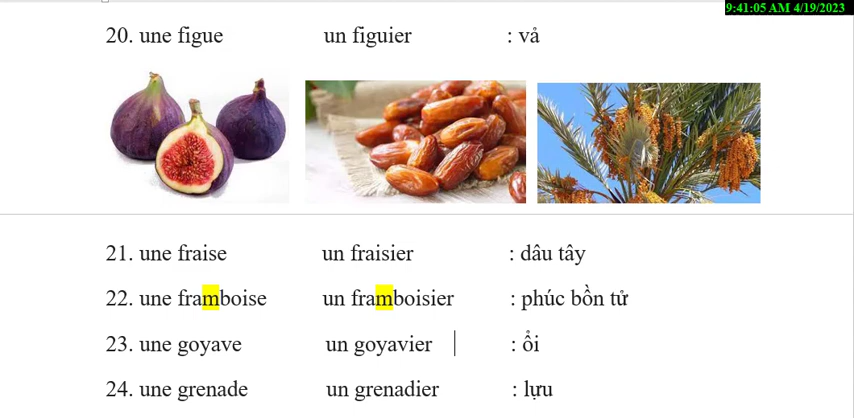 9:41:05 AM 4/19/2023
20. une figue un figuier : vả
21. une fraise un fraisier : dâu tây
22. une framboise un framboisier : phúc bồn tử
23. une goyave un goyavier : ổi
24. une grenade un grenadier : lựu